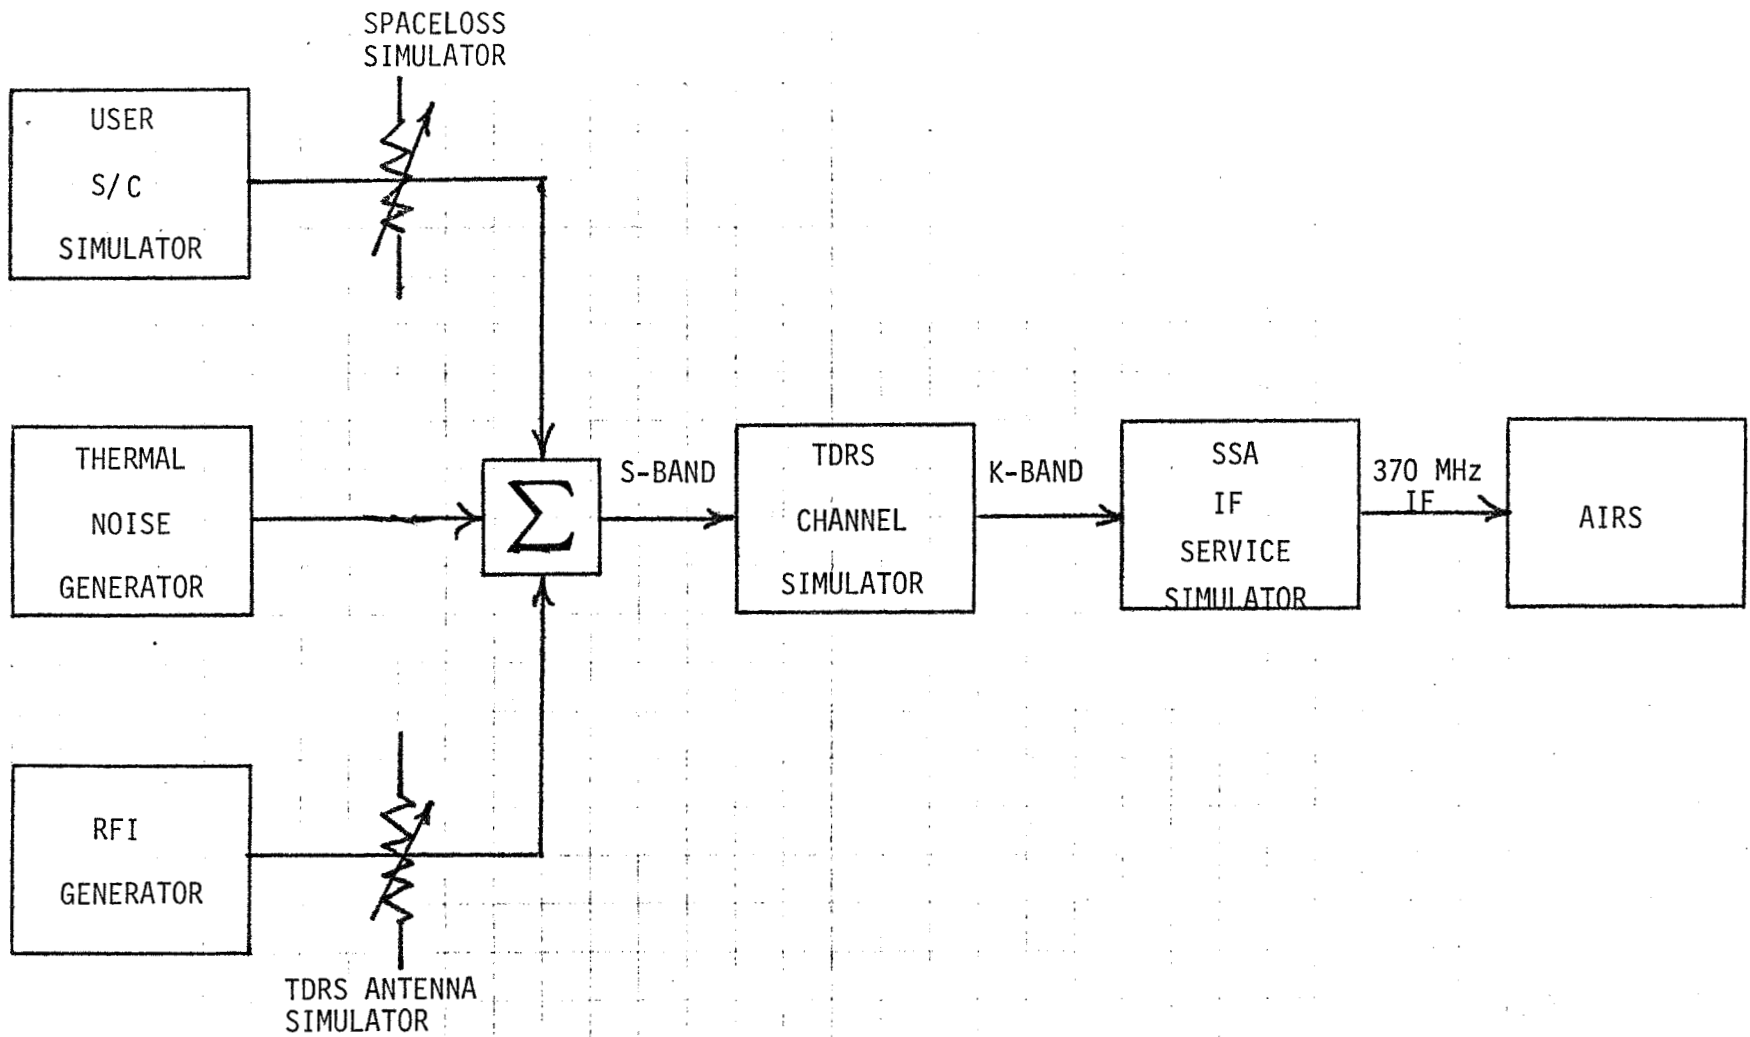 SPACELOSS
SIMULATOR
USER
S/C
SIMULATOR
THERMAL
NOISE
GENERATOR
RFI
GENERATOR
TDRS ANTENNA
SIMULATOR
Σ
S-BAND
TDRS
CHANNEL
SIMULATOR
K-BAND
SSA
IF
SERVICE
SIMULATOR
370 MHz
IF
AIRS